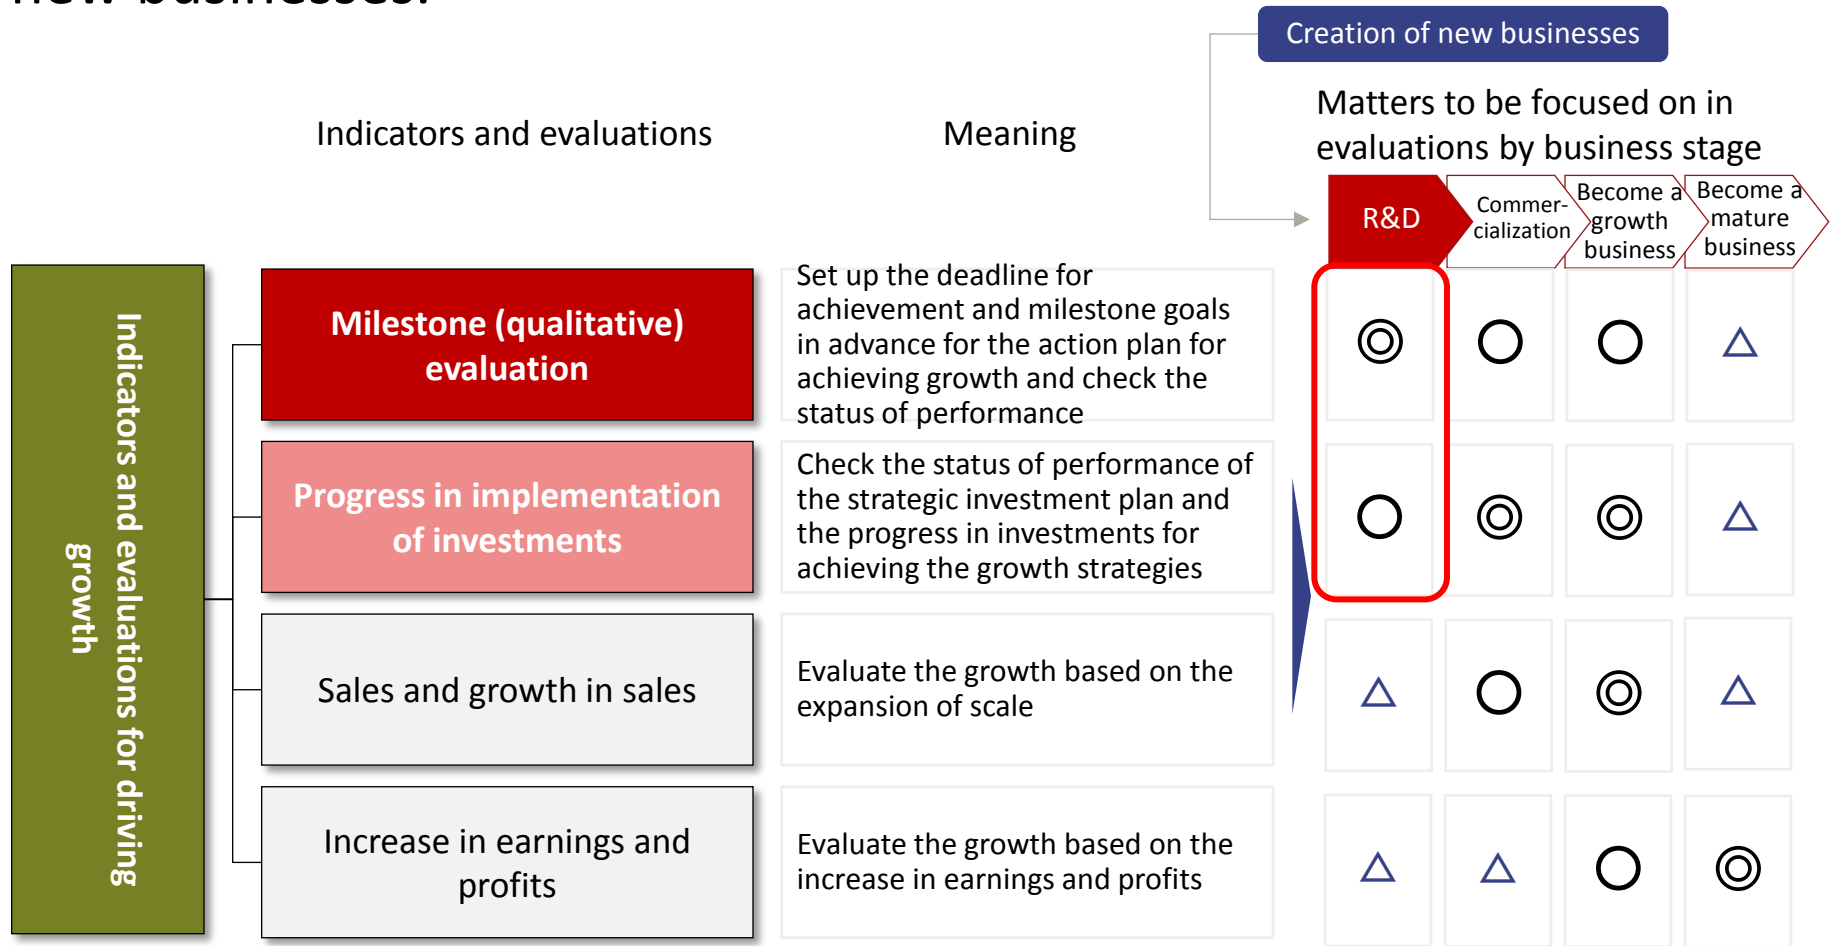 new businesses.
Creation of new businesses
Indicators and evaluations
Meaning
Matters to be focused on in
evaluations by business stage
R&D
Commer-
cialization
Become a
growth
business
Become a
mature
business
Indicators and evaluations for driving
growth
Milestone (qualitative)
evaluation
Set up the deadline for
achievement and milestone goals
in advance for the action plan for
achieving growth and check the
status of performance
◎ ○ ○ △
Progress in implementation
of investments
Check the status of performance of
the strategic investment plan and
the progress in investments for
achieving the growth strategies
○ ◎ ◎ △
Sales and growth in sales
Evaluate the growth based on the
expansion of scale
△ ○ ◎ △
Increase in earnings and
profits
Evaluate the growth based on the
increase in earnings and profits
△ △ ○ ◎